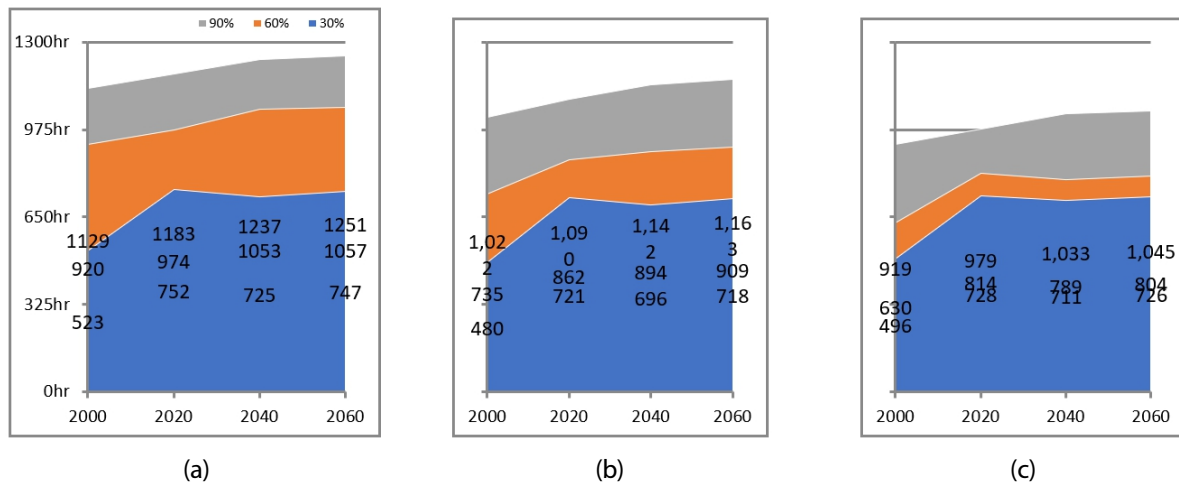 90% 60% 30%
1300hr
975hr
650hr
325hr
0hr
1129 1183 1237 1251
920 974 1053 1057
523 752 725 747
2000 2020 2040 2060
(a)
1,02
2
1,09
0
1,14
2
1,16
3
735 862 894 909
480 721 696 718
2000 2020 2040 2060
(b)
919 979 1,033 1,045
630 814 789 804
496 728 711 726
2000 2020 2040 2060
(c)